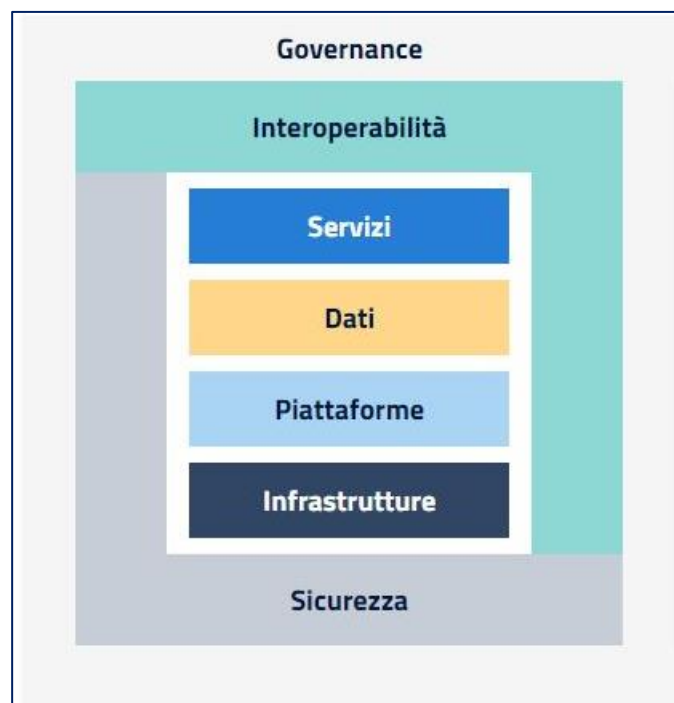 Governance
Interoperabilità
Servizi
Dati
Piattaforme
Infrastrutture
Sicurezza